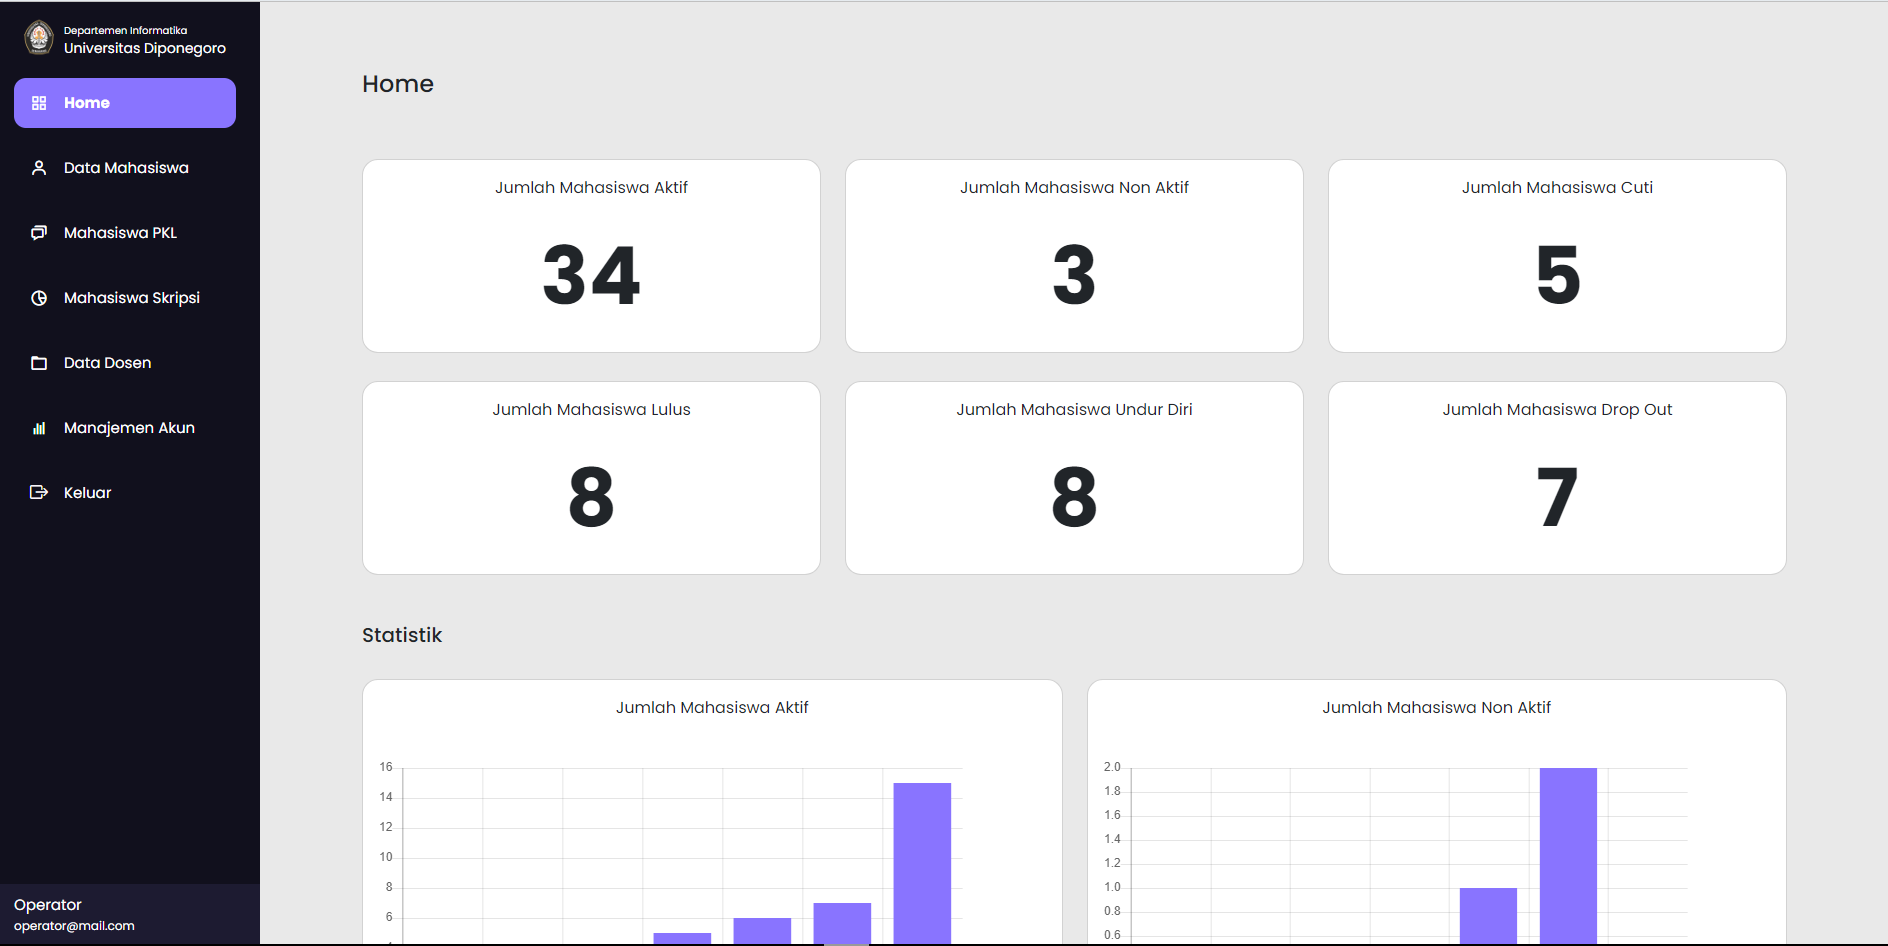 Departemen Informatika
Universitas Diponegoro
Home
Data Mahasiswa
Mahasiswa PKL
Mahasiswa Skripsi
Data Dosen
Manajemen Akun
Keluar
Operator
operator@mail.com
Home
Jumlah Mahasiswa Aktif
34
Jumlah Mahasiswa Non Aktif
3
Jumlah Mahasiswa Cuti
5
Jumlah Mahasiswa Lulus
8
Jumlah Mahasiswa Undur Diri
8
Jumlah Mahasiswa Drop Out
7
Statistik
Jumlah Mahasiswa Aktif
16
14
12
10
8
6
Jumlah Mahasiswa Non Aktif
2.0
1.8
1.6
1.4
1.2
1.0
0.8
0.6